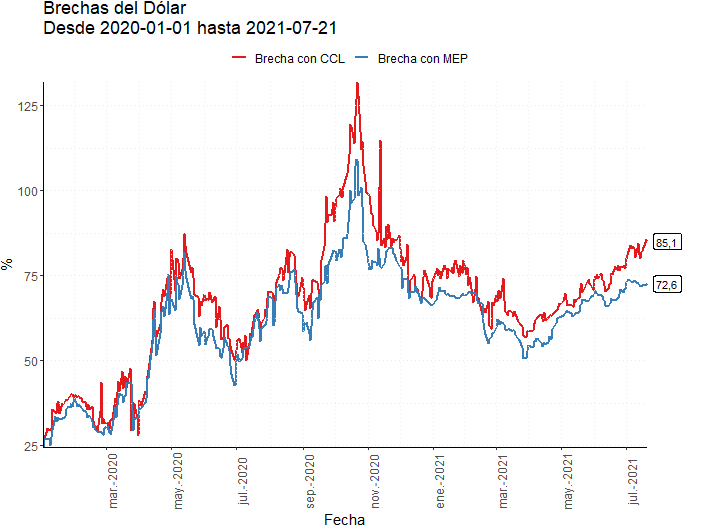 Brechas del Dólar
Desde 2020-01-01 hasta 2021-07-21
Brecha con CCL
Brecha con MEP
%
125
100
75
50
25
85,1
72,6
mar.-2020
may.-2020
jul.-2020
sep.-2020
nov.-2020
ene.-2021
mar.-2021
may.-2021
jul.-2021
Fecha